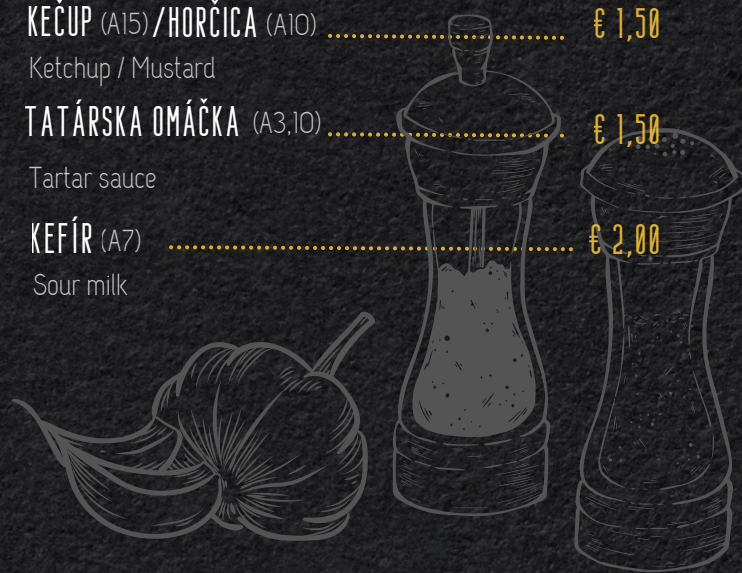 KEČUP (A15)/HORČICA (A10) € 1,50
Ketchup / Mustard
TATÁRSKA OMÁČKA (A3,10) € 1,50
Tartar sauce
KEFÍR (A7) € 2,00
Sour milk